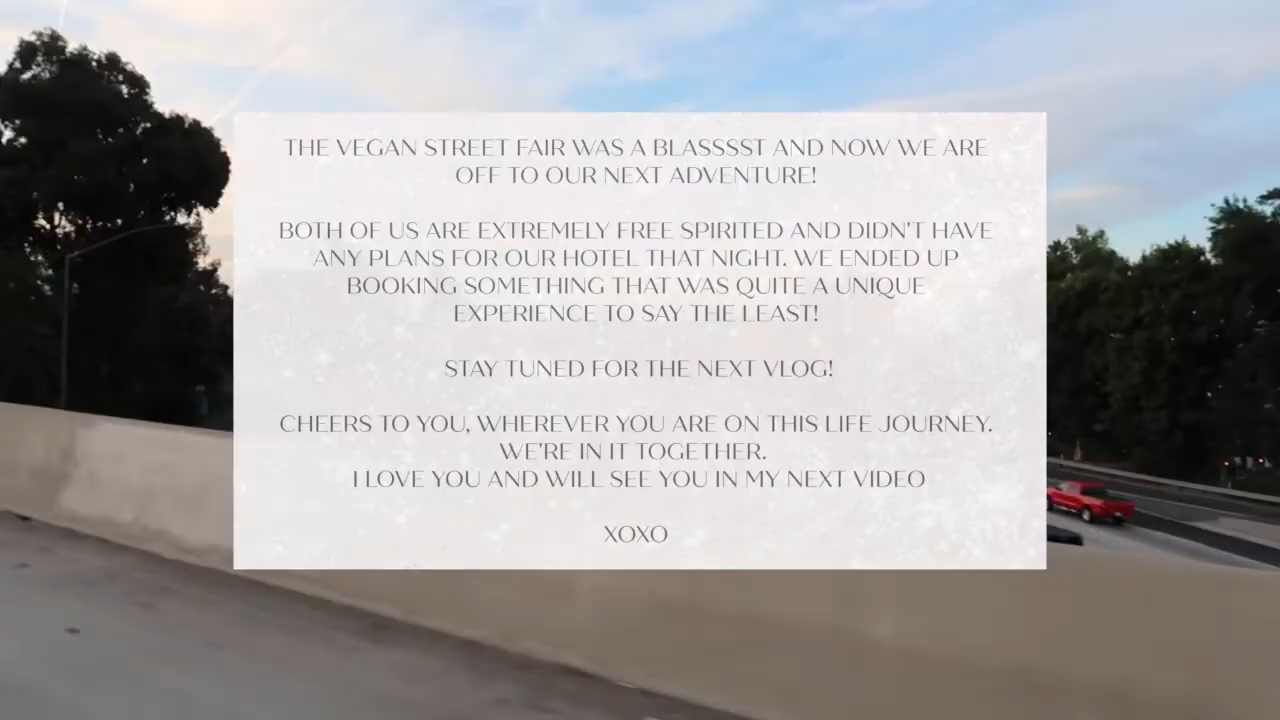 THE VEGAN STREET FAIR WAS A BLASSSST AND NOW WE ARE
OFF TO OUR NEXT ADVENTURE!
BOTH OF US ARE EXTREMELY FREE SPIRITED AND DIDN'T HAVE
ANY PLANS FOR OUR HOTEL THAT NIGHT. WE ENDED UP
BOOKING SOMETHING THAT WAS QUITE A UNIQUE
EXPERIENCE TO SAY THE LEAST!
STAY TUNED FOR THE NEXT VLOG!
CHEERS TO YOU, WHEREVER YOU ARE ON THIS LIFE JOURNEY.
WE'RE IN IT TOGETHER.
I LOVE YOU AND WILL SEE YOU IN MY NEXT VIDEO
XOXO